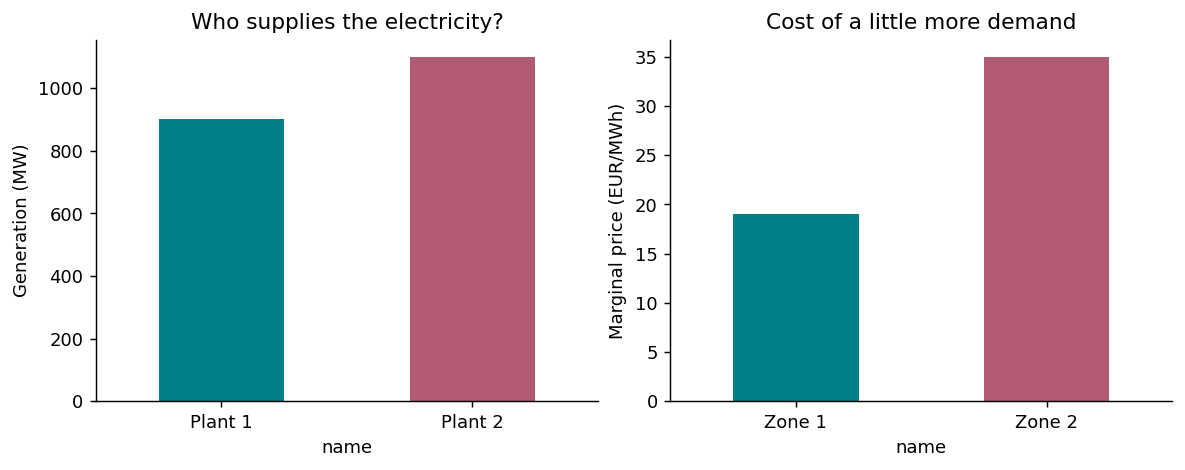 Who supplies the electricity?
Generation (MW)
1000
800
600
400
200
0
Plant 1
Plant 2
name
Cost of a little more demand
Marginal price (EUR/MWh)
35
30
25
20
15
10
5
0
Zone 1
Zone 2
name